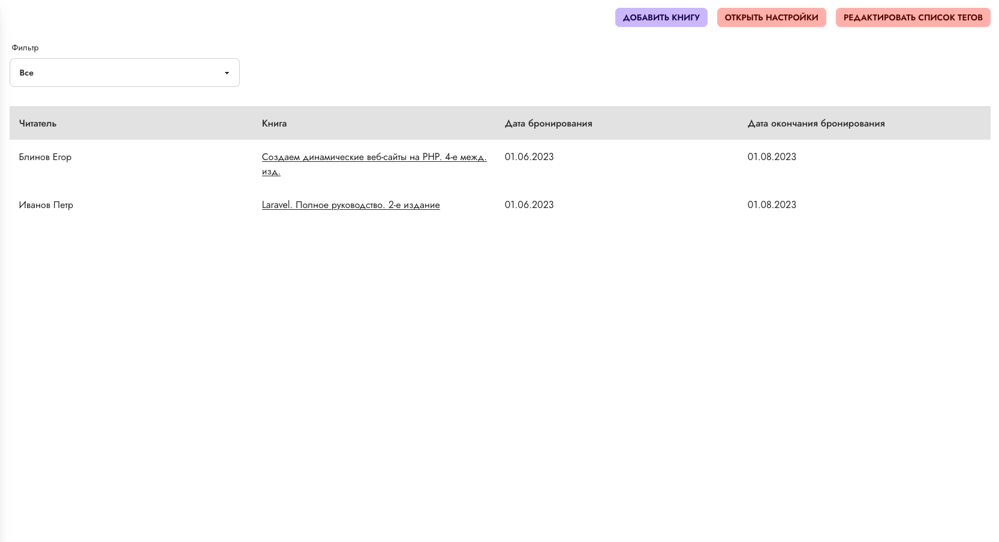 ДОБАВИТЬ КНИГУ ОТКРЫТЬ НАСТРОЙКИ РЕДАКТИРОВАТЬ СПИСОК ТЕГОВ
Фильтр
Все
Читатель Книга Дата бронирования Дата окончания бронирования
Блинов Егор Создаем динамические веб-сайты на PHP. 4-е межд. 01.06.2023 01.08.2023
изд.
Иванов Петр Laravel. Полное руководство. 2-е издание 01.06.2023 01.08.2023